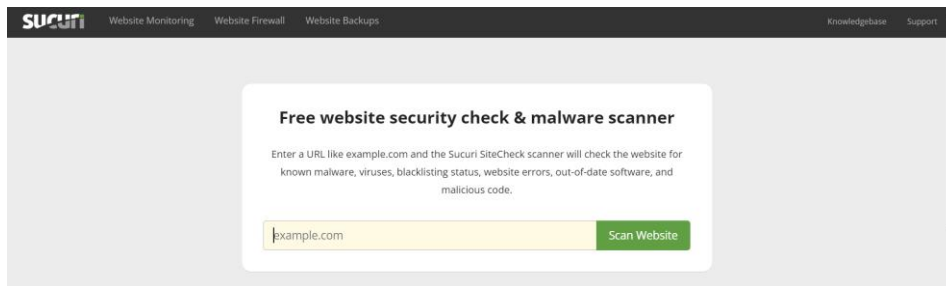 SUCURI Website Monitoring Website Firewall Website Backups Knowledgebase Support
Free website security check & malware scanner
Enter a URL like example.com and the Sucuri SiteCheck scanner will check the website for
known malware, viruses, blacklisting status, website errors, out-of-date software, and
malicious code.
example.com Scan Website